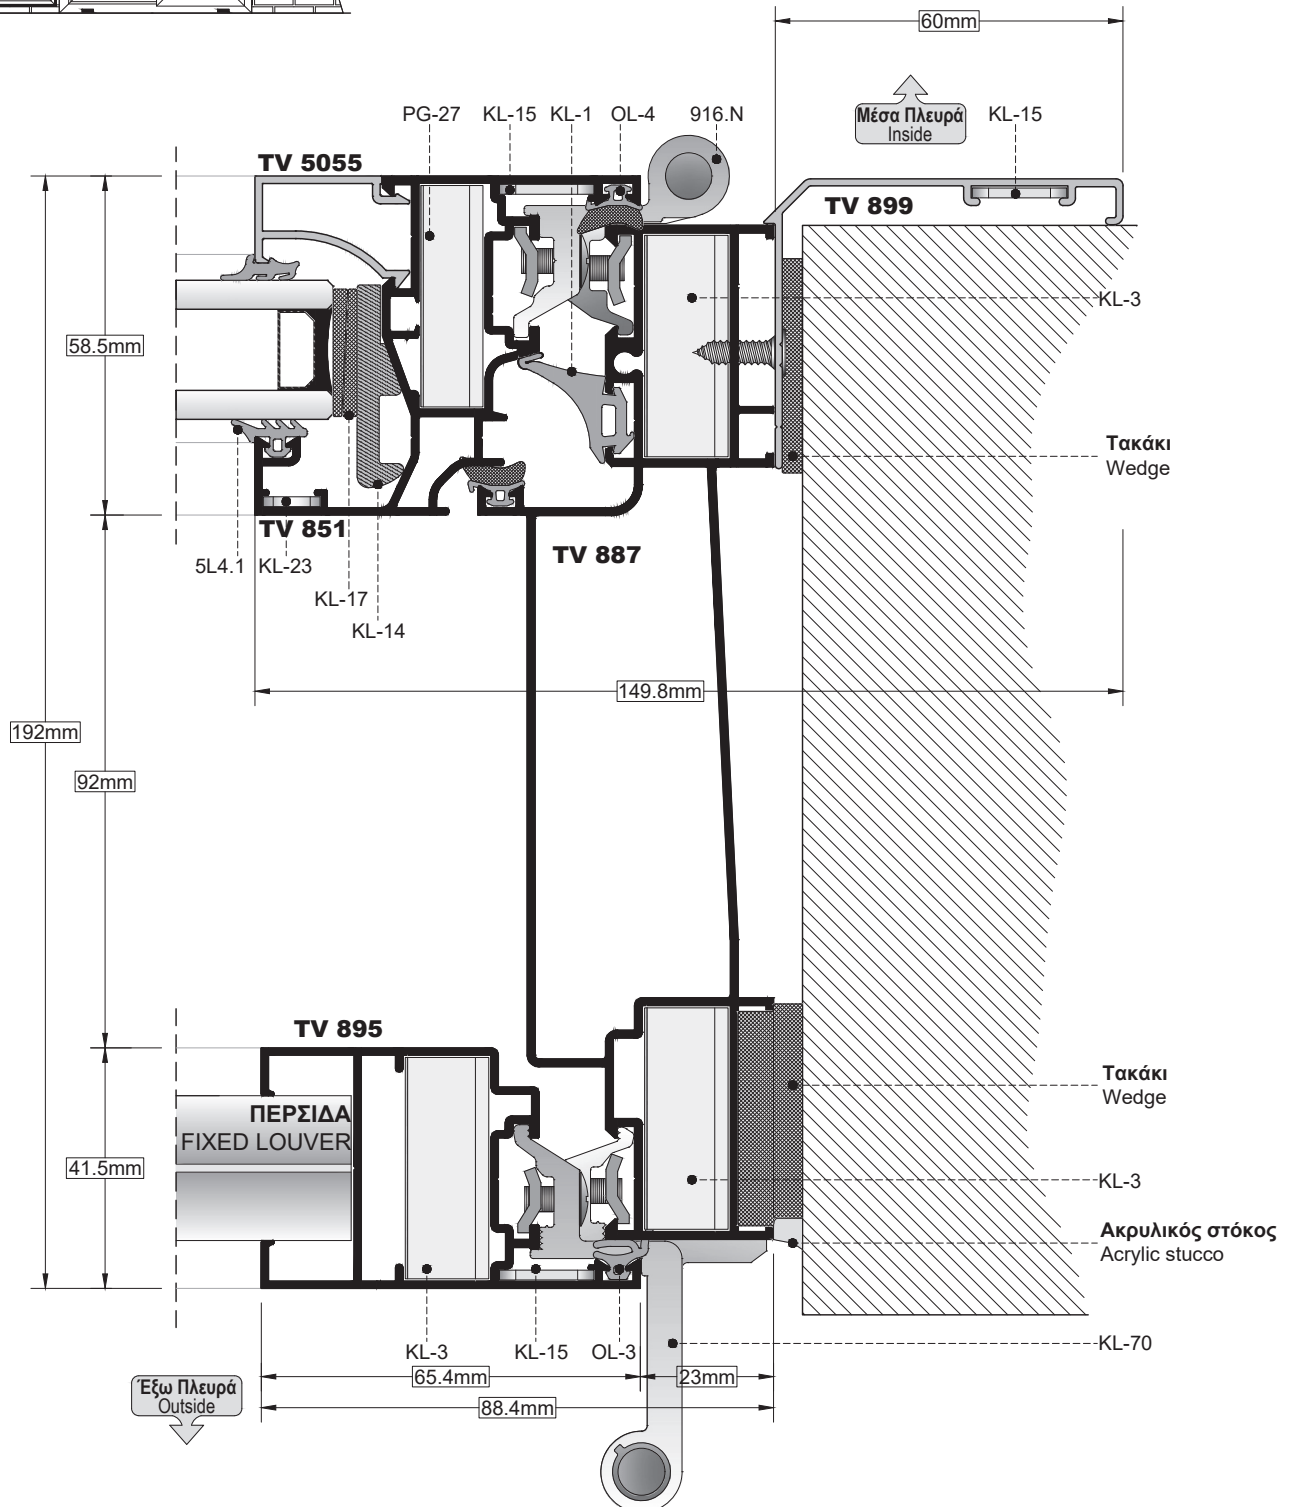 60mm
Μέσα Πλευρά
Inside
PG-27
KL-15
KL-1
OL-4
916.N
KL-15
TV 5055
TV 899
KL-3
58.5mm
Τακάκι
Wedge
TV 851
TV 887
5L4.1
KL-23
KL-17
KL-14
149.8mm
192mm
92mm
TV 895
Τακάκι
Wedge
ΠΕΡΣΙΔΑ
FIXED LOUVER
41.5mm
KL-3
Ακρυλικός στόκος
Acrylic stucco
KL-3
KL-15
OL-3
KL-70
65.4mm
23mm
Έξω Πλευρά
Outside
88.4mm